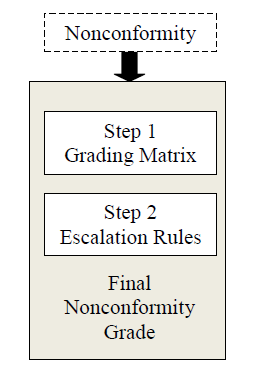 Nonconformity
Step 1
Grading Matrix
Step 2
Escalation Rules
Final
Nonconformity
Grade